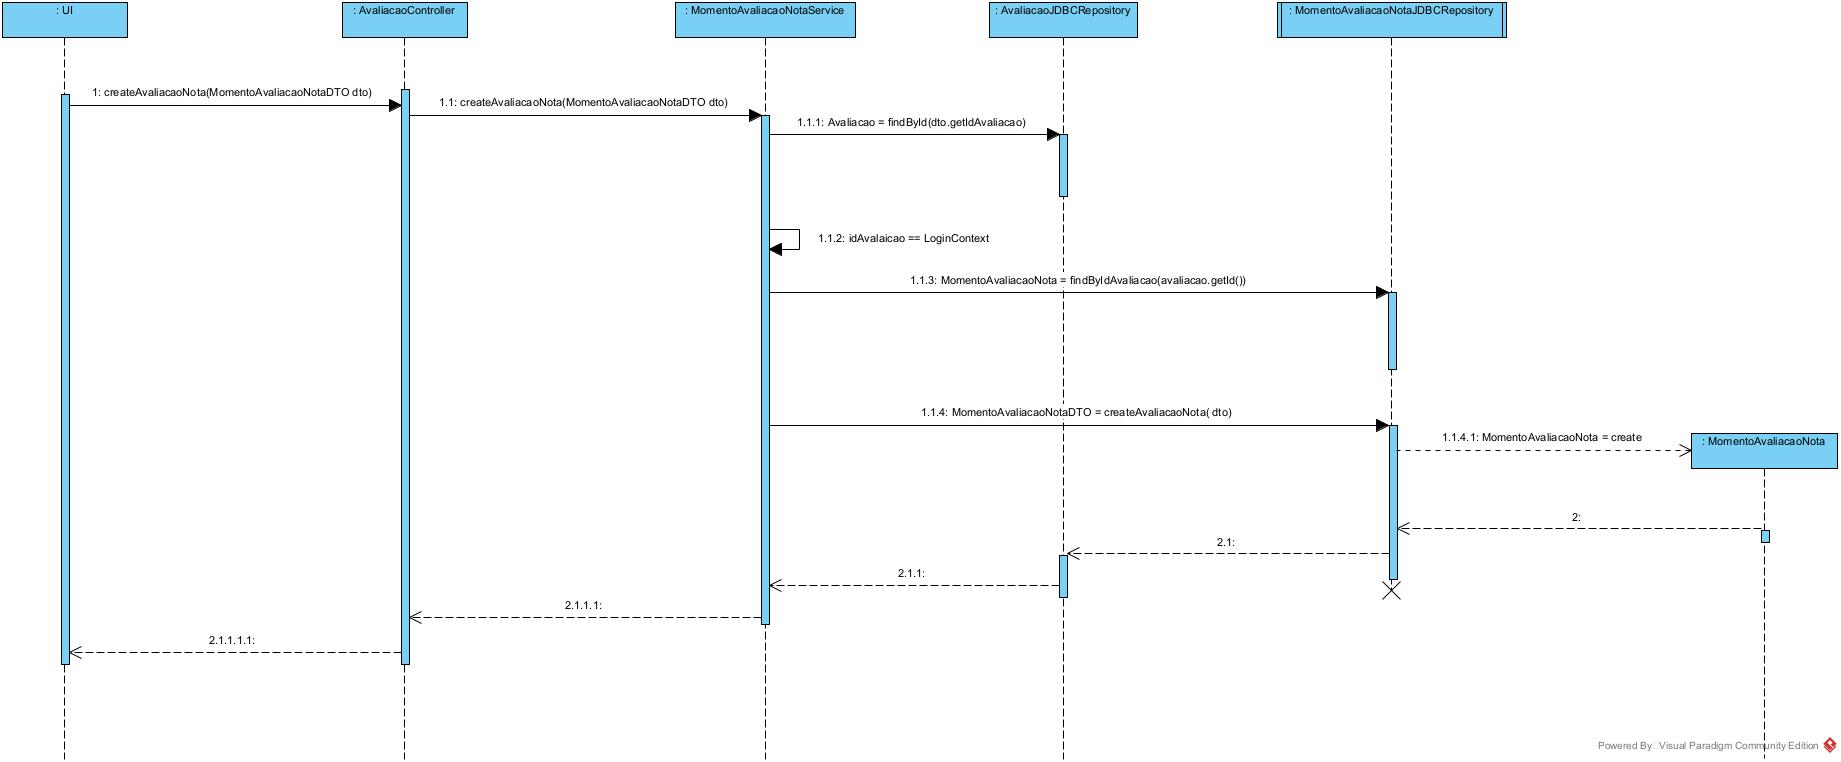 : UI
: AvaliacaoController
: MomentoAvaliacaoNotaService
: AvaliacaoJDBCRepository
: MomentoAvaliacaoNotaJDBCRepository
1: createAvaliacaoNota(MomentoAvaliacaoNotaDTO dto)
1.1: createAvaliacaoNota(MomentoAvaliacaoNotaDTO dto)
1.1.1: Avaliacao = findById(dto.getIdAvaliacao)
1.1.2: idAvalaicao == LoginContext
1.1.3: MomentoAvaliacaoNota = findByIdAvaliacao(avaliacao.getId())
1.1.4: MomentoAvaliacaoNotaDTO = createAvaliacaoNota( dto)
1.1.4.1: MomentoAvaliacaoNota = create
: MomentoAvaliacaoNota
2:
2.1:
2.1.1:
2.1.1.1:
2.1.1.1.1:
Powered By Visual Paradigm Community Edition